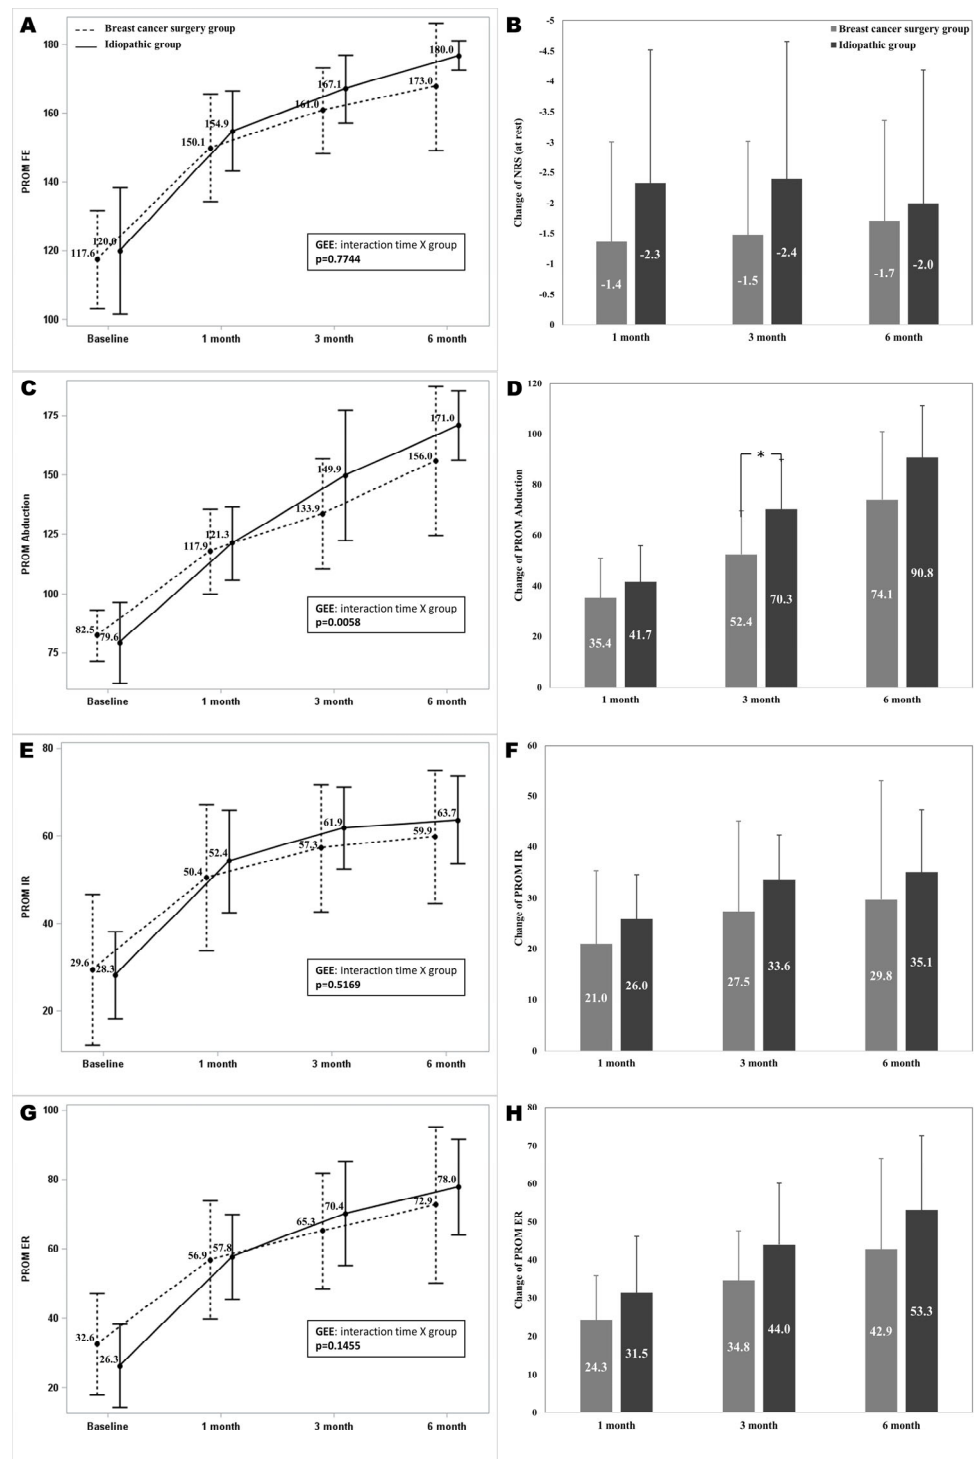 A
Breast cancer surgery group
Idiopathic group
180
160
140
120
100
PROM FE
117.6
120.0
150.1
154.9
161.0
167.1
173.0
180.0
GEE: interaction time X group
p=0.7744
Baseline
1 month
3 month
6 month
B
Breast cancer surgery group
Idiopathic group
-5
-4.5
-4
-3.5
-3
-2.5
-2
-1.5
-1
-0.5
0
Change of NRS (at rest)
-1.4
-2.3
-1.5
-2.4
-1.7
-2.0
1 month
3 month
6 month
C
175
150
125
100
75
PROM Abduction
82.5
79.6
117.9
121.3
133.9
149.9
156.0
171.0
GEE: interaction time X group
p=0.0058
Baseline
1 month
3 month
6 month
D
120
100
80
60
40
20
0
Change of PROM Abduction
*
35.4
41.7
52.4
70.3
74.1
90.8
1 month
3 month
6 month
E
80
60
40
20
PROM IR
29.6
28.3
50.4
52.4
57.3
61.9
59.9
63.7
GEE: Interaction time X group
p=0.5169
Baseline
1 month
3 month
6 month
F
60
50
40
30
20
10
0
Change of PROM IR
21.0
26.0
27.5
33.6
29.8
35.1
1 month
3 month
6 month
G
100
80
60
40
20
PROM ER
32.6
26.3
56.9
57.8
65.3
70.4
72.9
78.0
GEE: interaction time X group
p=0.1455
Baseline
1 month
3 month
6 month
H
80
70
60
50
40
30
20
10
0
Change of PROM ER
24.3
31.5
34.8
44.0
42.9
53.3
1 month
3 month
6 month